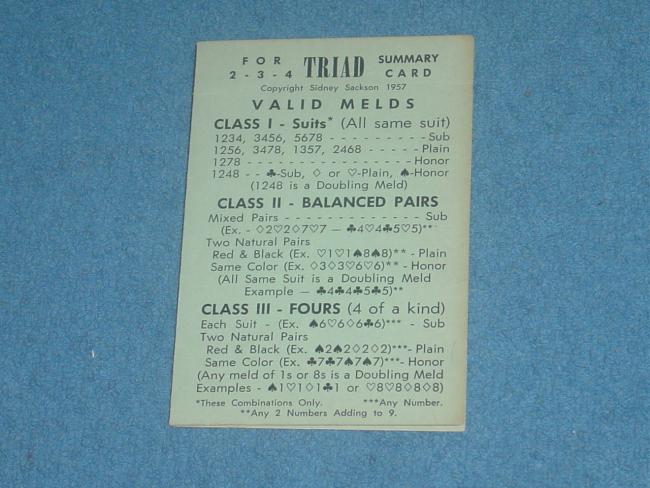 FOR TRIAD SUMMARY
2-3-4 CARD
Copyright Sidney Sackson 1957
VALID MELDS
CLASS I - Suits* (All same suit)
1234, 3456, 5678 - - - - - - - - - Sub
1256, 3478, 1357, 2468 - - - - - Plain
1278 - - - - - - - - - - - - - - - Honor
1248 - - ♣-Sub, ♢ or ♡-Plain, ♠-Honor
(1248 is a Doubling Meld)
CLASS II - BALANCED PAIRS
Mixed Pairs - - - - - - - - - - - - - Sub
(Ex. - ♢2♡2♢7♡7 — ♣4♡4♣5♡5)**
Two Natural Pairs
Red & Black (Ex. ♡1♡1♠8♠8)** - Plain
Same Color (Ex. ♢3♢3♡6♡6)** - Honor
(All Same Suit is a Doubling Meld
Example — ♣4♣4♣5♣5)**
CLASS III - FOURS (4 of a kind)
Each Suit - (Ex. ♠6♡6♢6♣6)*** - Sub
Two Natural Pairs
Red & Black (Ex. ♠2♠2♢2♢2)***- Plain
Same Color (Ex. ♣7♣7♠7♠7)***- Honor
(Any meld of 1s or 8s is a Doubling Meld
Examples - ♠1♡1♢1♣1 or ♡8♡8♢8♢8)
*These Combinations Only. ***Any Number.
**Any 2 Numbers Adding to 9.